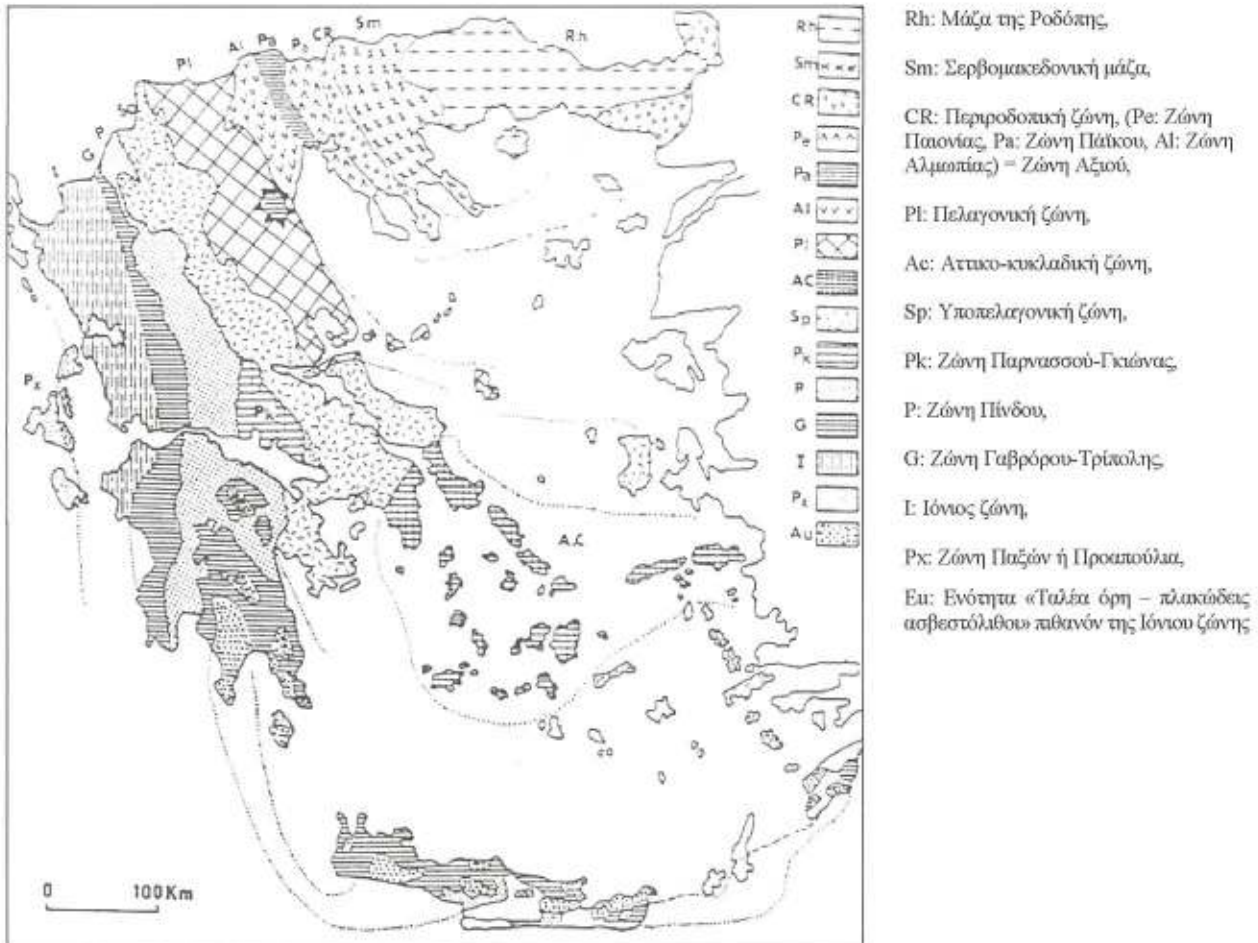 Sm
Pa
CR
Al
Pe
Rh
Pl
Sp
P
G
I
Px
Pk
AC
0 100Km
Rh
Sm
CR
Pe
Pa
Al
Pl
AC
Sp
Pk
P
G
I
Px
Au
Rh: Μάζα της Ροδόπης,
Sm: Σερβομακεδονική μάζα,
CR: Περιροδοπική ζώνη, (Pe: Ζώνη
Παιονίας, Pa: Ζώνη Πάϊκου, Al: Ζώνη
Αλμωπίας) = Ζώνη Αξιού,
Pl: Πελαγονική ζώνη,
Ac: Αττικο-κυκλαδική ζώνη,
Sp: Υποπελαγονική ζώνη,
Pk: Ζώνη Παρνασσού-Γκιώνας,
P: Ζώνη Πίνδου,
G: Ζώνη Γαβρόρου-Τρίπολης,
I: Ιόνιος ζώνη,
Px: Ζώνη Παξών ή Προαπούλια,
Eu: Ενότητα «Ταλέα όρη – πλακώδεις
ασβεστόλιθου» πιθανόν της Ιόνιου ζώνης